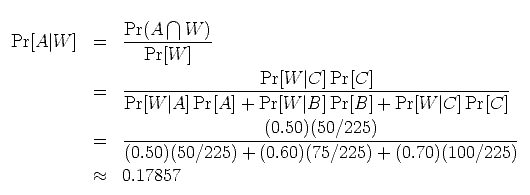 Pr[A|W] = Pr(A ⋂ W) / Pr[W]
= Pr[W|C] Pr[C] / Pr[W|A] Pr[A] + Pr[W|B] Pr[B] + Pr[W|C] Pr[C]
= (0.50)(50/225) / (0.50)(50/225) + (0.60)(75/225) + (0.70)(100/225)
≈ 0.17857